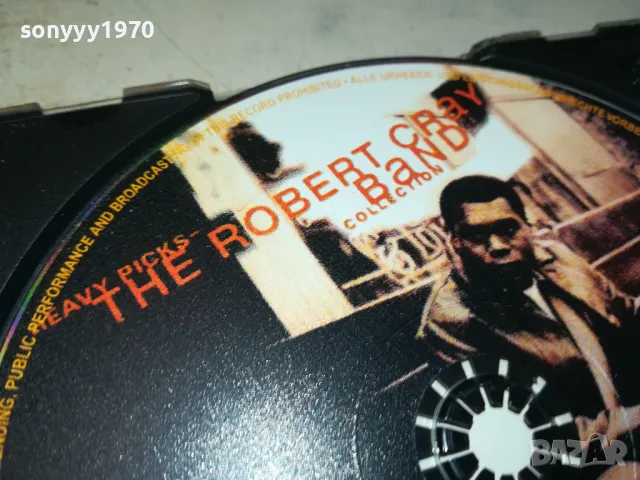 sonyyy1970
NDING, PUBLIC PERFORMANCE AND BROADCASTING OF THIS RECORD PROHIBITED · ALLE URHEBER
HEAVY PICKS-
THE ROBERT CRAY
BAND
COLLECTION
BAZAR